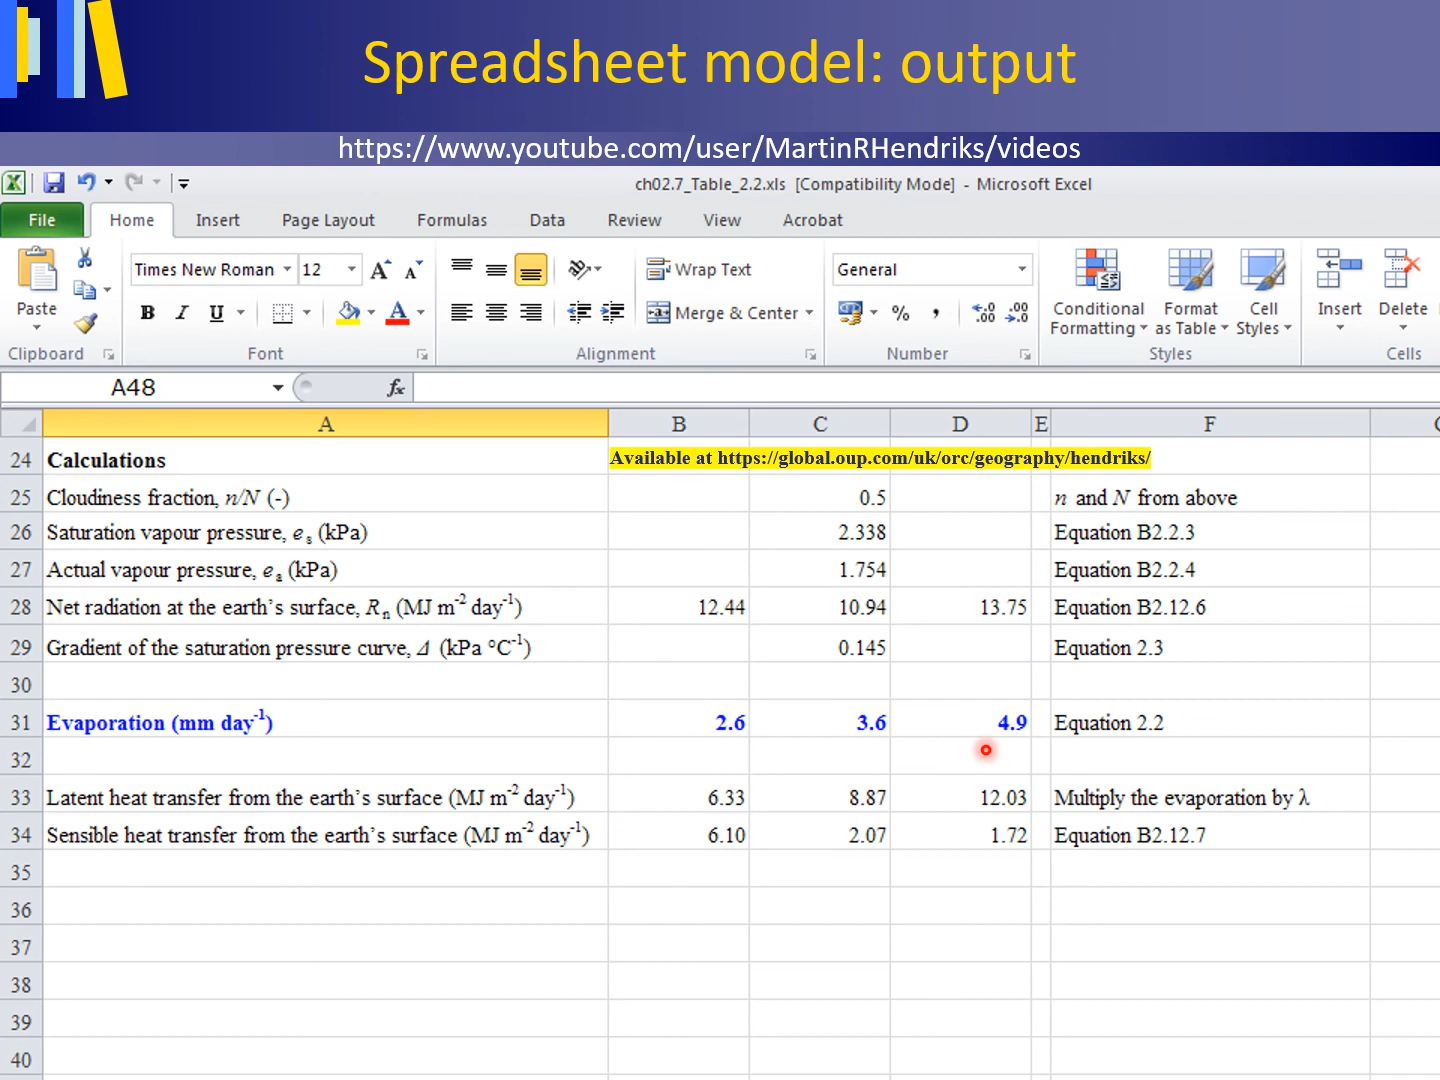 Spreadsheet model: output
https://www.youtube.com/user/MartinRHendriks/videos
ch02.7_Table_2.2.xls [Compatibility Mode] - Microsoft Excel
File Home Insert Page Layout Formulas Data Review View Acrobat
Times New Roman 12 A A Wrap Text General
Paste B I U A Merge & Center % , .00 .00 Conditional Formatting Format as Table Cell Styles Insert Delete
Clipboard Font Alignment Number Styles Cells
A48 fx
A B C D E F
24 Calculations Available at https://global.oup.com/uk/orc/geography/hendriks/
25 Cloudiness fraction, n/N (-) 0.5 n and N from above
26 Saturation vapour pressure, es (kPa) 2.338 Equation B2.2.3
27 Actual vapour pressure, ea (kPa) 1.754 Equation B2.2.4
28 Net radiation at the earth's surface, Rn (MJ m-2 day-1) 12.44 10.94 13.75 Equation B2.12.6
29 Gradient of the saturation pressure curve, Δ (kPa °C-1) 0.145 Equation 2.3
30
31 Evaporation (mm day-1) 2.6 3.6 4.9 Equation 2.2
32
33 Latent heat transfer from the earth's surface (MJ m-2 day-1) 6.33 8.87 12.03 Multiply the evaporation by λ
34 Sensible heat transfer from the earth's surface (MJ m-2 day-1) 6.10 2.07 1.72 Equation B2.12.7
35
36
37
38
39
40